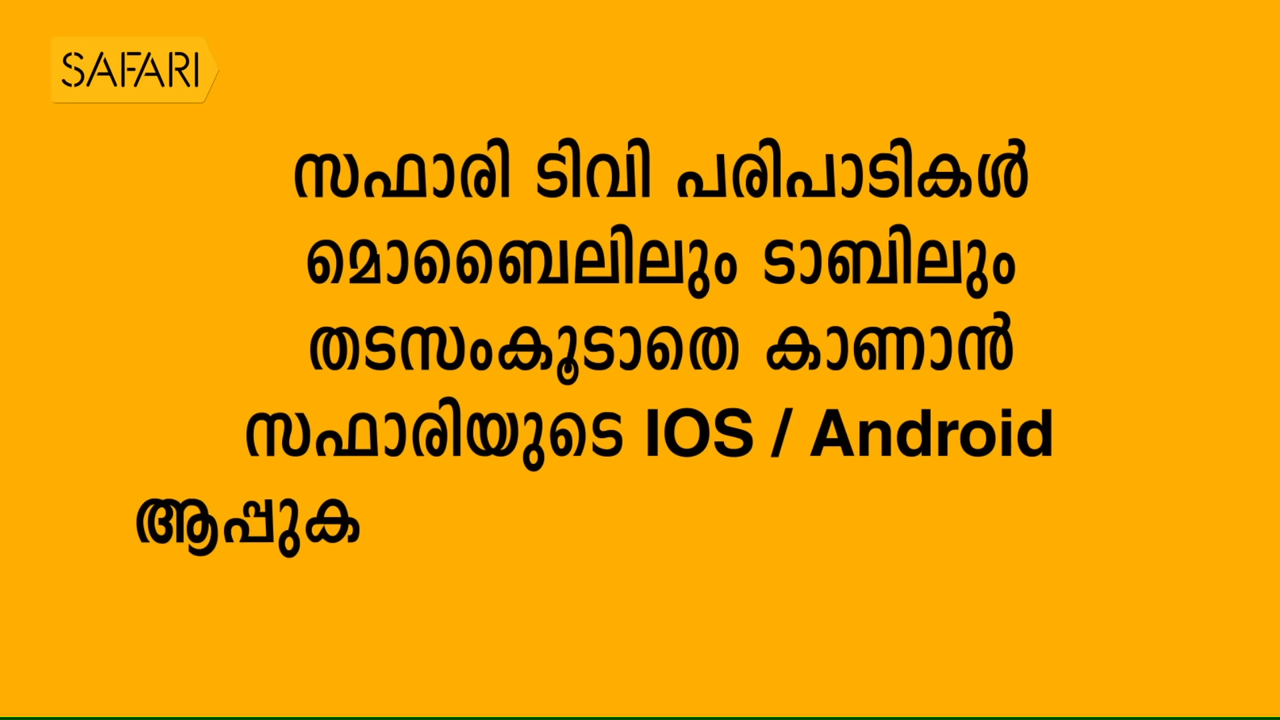 SAFARI
സഫാരി ടിവി പരിപാടികൾ
മൊബൈലിലും ടാബിലും
തടസംകൂടാതെ കാണാൻ
സഫാരിയുടെ IOS / Android
ആപ്പുക